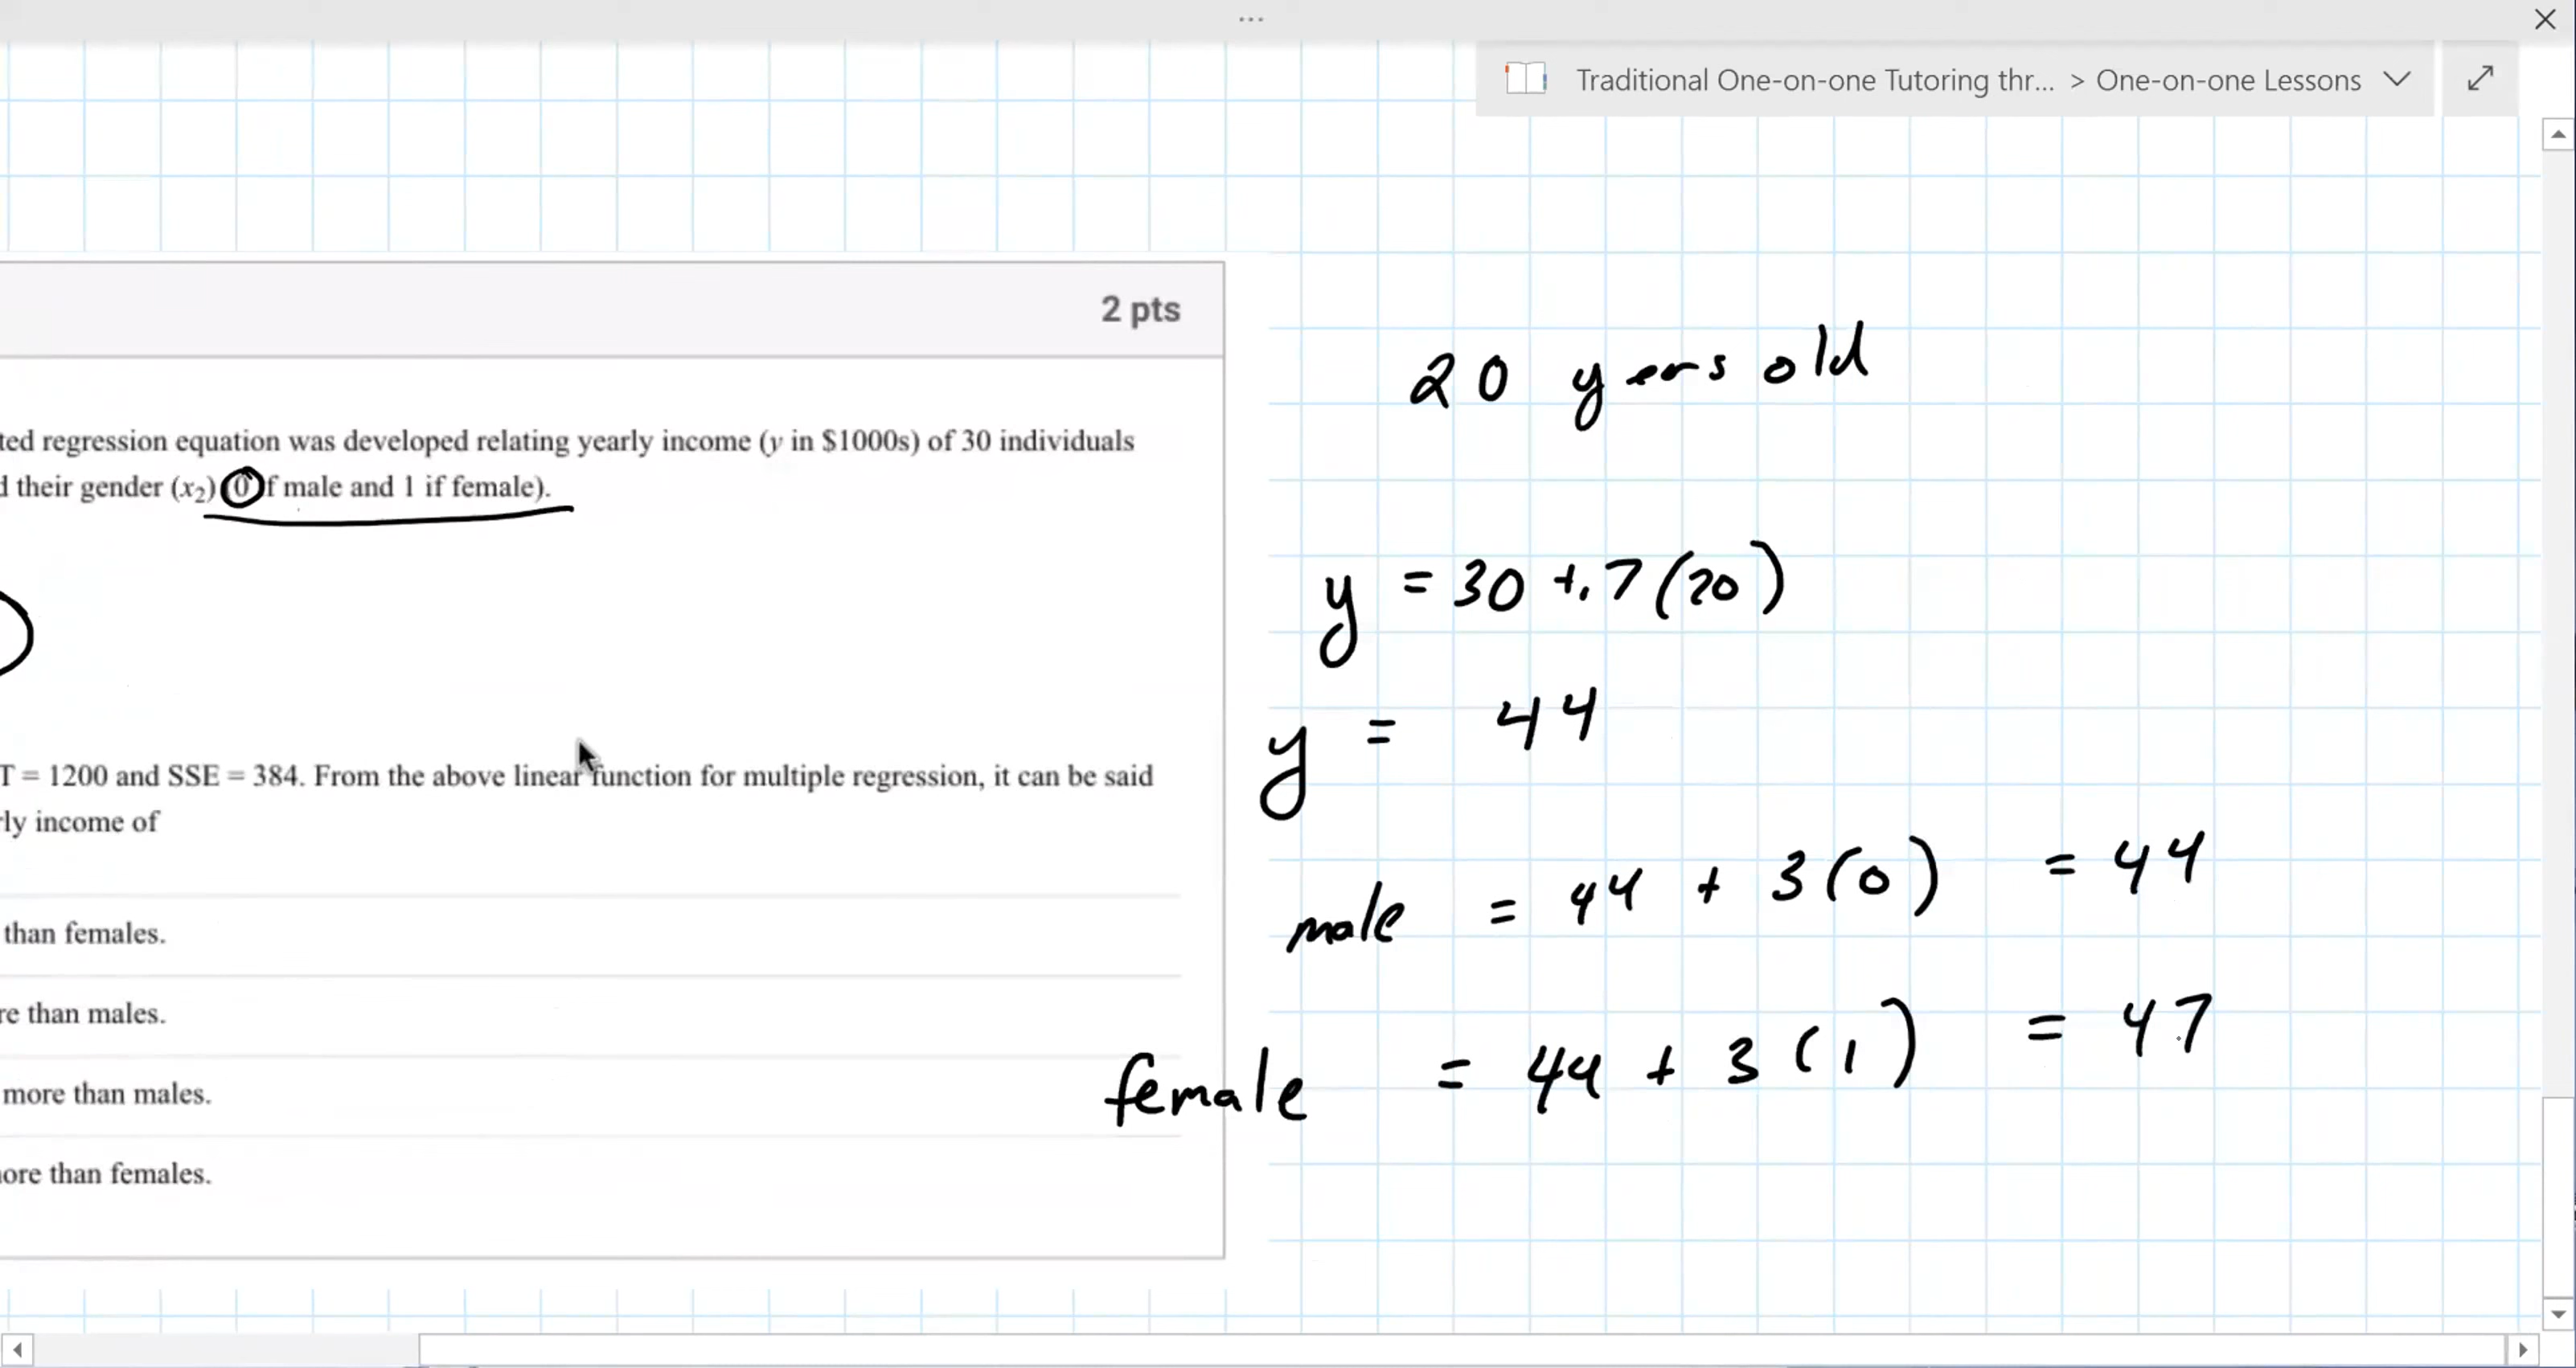 ...
Traditional One-on-one Tutoring thr... > One-on-one Lessons
2 pts
ted regression equation was developed relating yearly income (y in $1000s) of 30 individuals
d their gender (x₂) (0 if male and 1 if female).
T = 1200 and SSE = 384. From the above linear function for multiple regression, it can be said
rly income of
than females.
re than males.
more than males.
ore than females.
20 years old
y = 30 + .7 (20)
y = 44
male = 44 + 3 (0) = 44
female = 44 + 3 (1) = 47